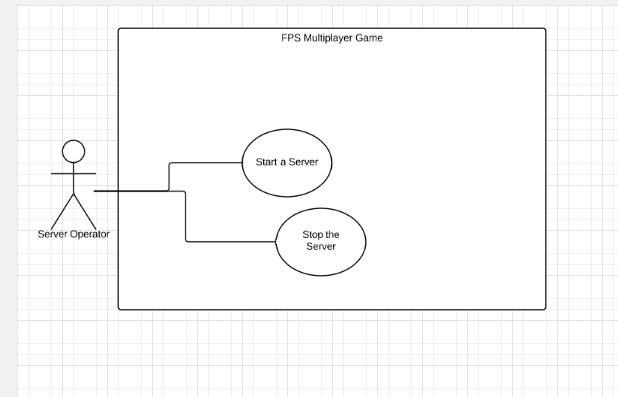 FPS Multiplayer Game
Start a Server
Stop the
Server
Server Operator